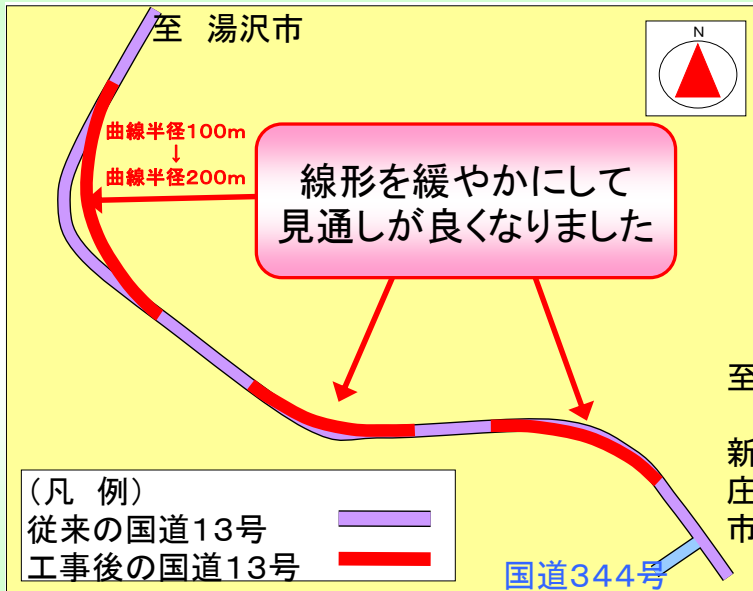 至　湯沢市
N
曲線半径100m
↓
曲線半径200m
線形を緩やかにして
見通しが良くなりました
至　新庄市
(凡　例)
従来の国道13号
工事後の国道13号
国道344号